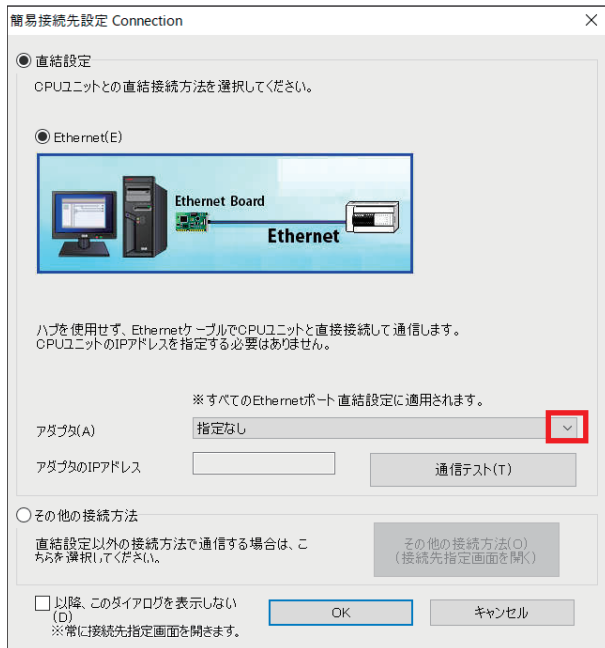 簡易接続先設定 Connection
直結設定
CPUユニットとの直結接続方法を選択してください。
Ethernet(E)
Ethernet Board
Ethernet
ハブを使用せず、EthernetケーブルでCPUユニットと直接接続して通信します。
CPUユニットのIPアドレスを指定する必要はありません。
※すべてのEthernetポート直結設定に適用されます。
アダプタ(A)
指定なし
アダプタのIPアドレス
通信テスト(T)
その他の接続方法
直結設定以外の接続方法で通信する場合は、こ
ちらを選択してください。
その他の接続方法(O)
(接続先指定画面を開く)
以降、このダイアログを表示しない
(D)
※常に接続先指定画面を開きます。
OK
キャンセル